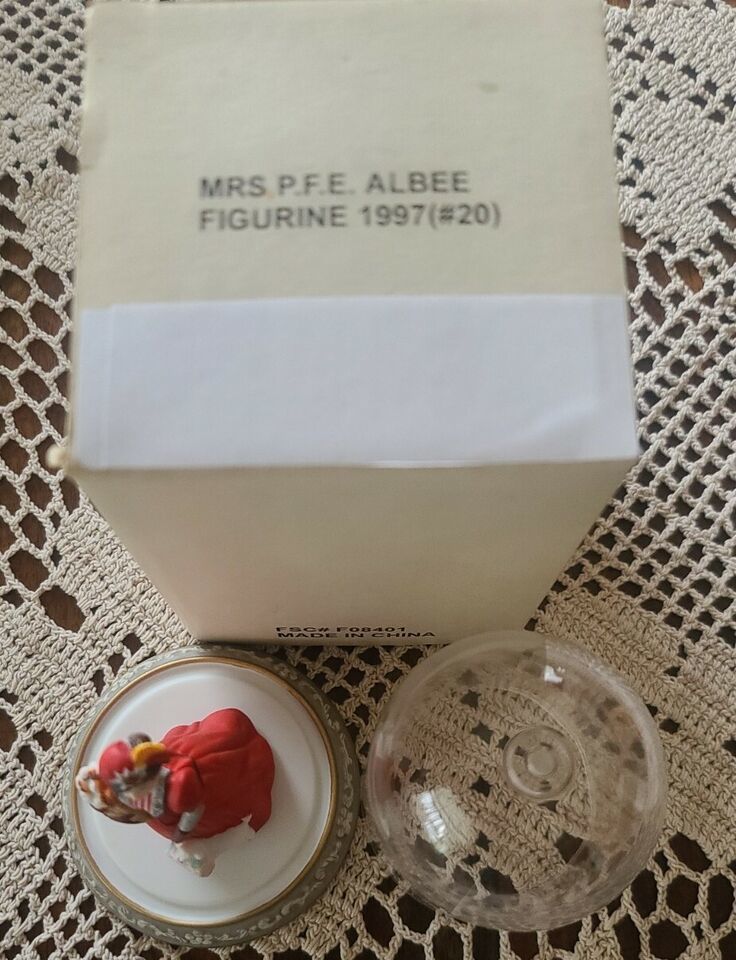 MRS. P.F.E. ALBEE
FIGURINE 1997(#20)
FSC# F08401
MADE IN CHINA